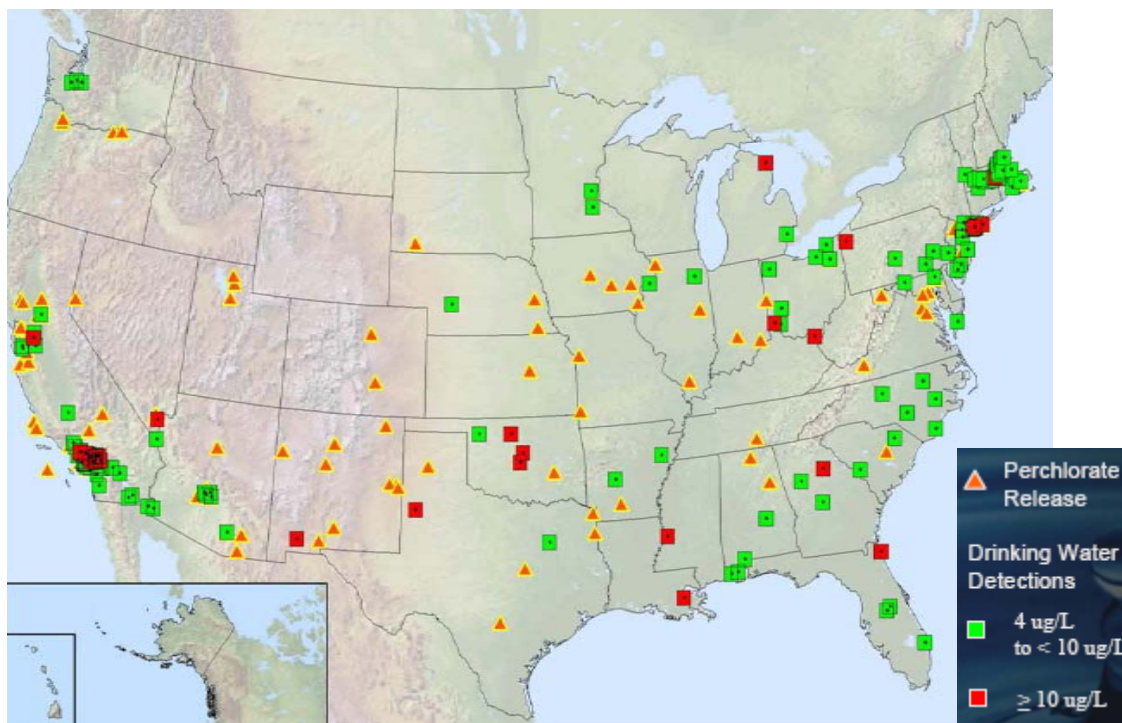 Perchlorate
Release
Drinking Water
Detections
4 ug/L
to < 10 ug/L
≥ 10 ug/L